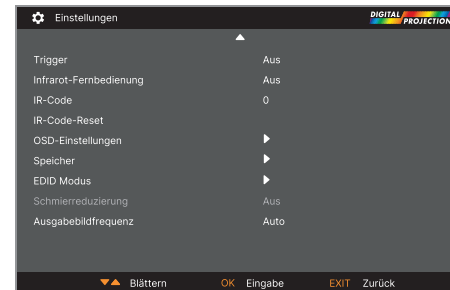 Einstellungen
DIGITAL PROJECTION
Trigger Aus
Infrarot-Fernbedienung Aus
IR-Code 0
IR-Code-Reset
OSD-Einstellungen
Speicher
EDID Modus
Schmierreduzierung Aus
Ausgabebildfrequenz Auto
Blättern OK Eingabe EXIT Zurück